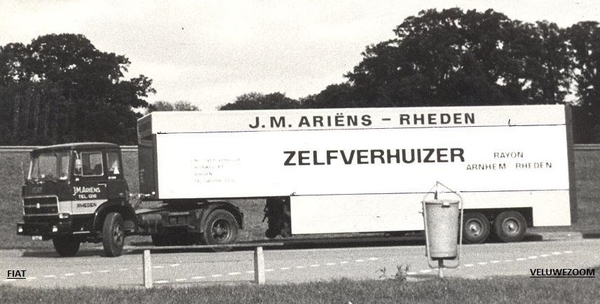 J.M. ARIËNS – RHEDEN
ZELFVERHUIZER
RAYON
ARNHEM RHEDEN
J.M. ARIËNS
RHEDEN
FIAT
VELUWEZOOM